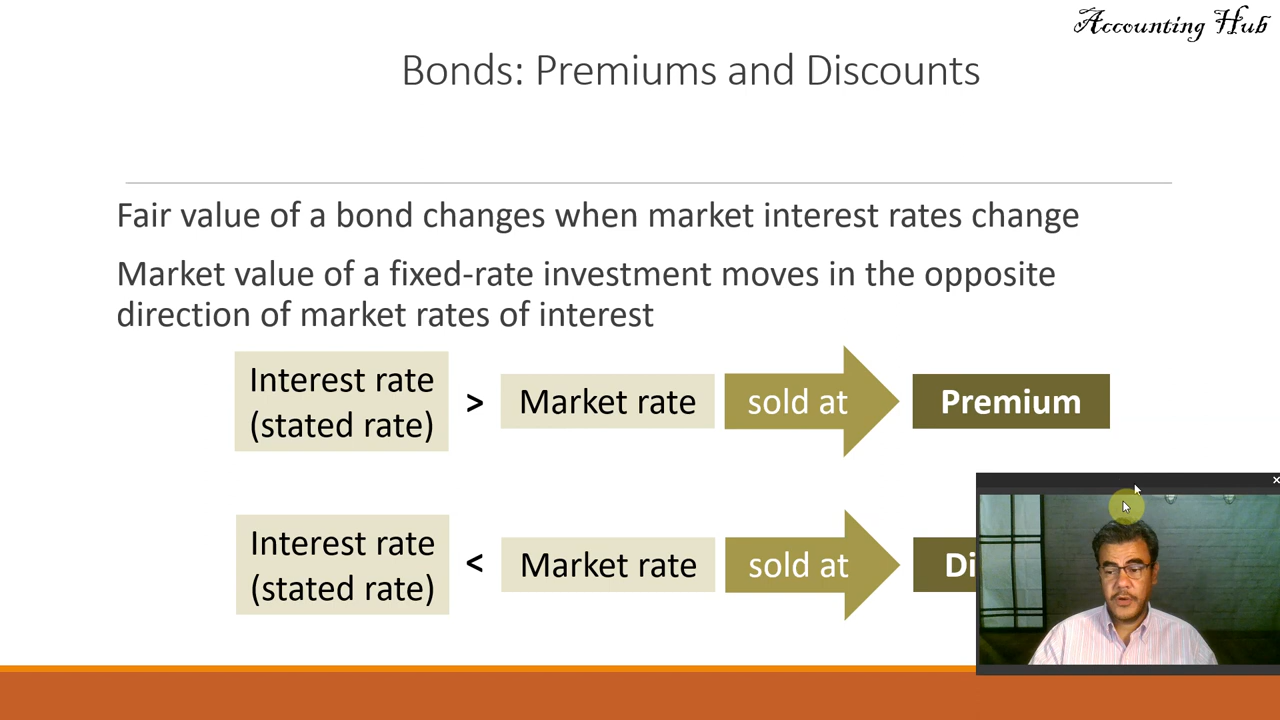 Accounting Hub
Bonds: Premiums and Discounts
Fair value of a bond changes when market interest rates change
Market value of a fixed-rate investment moves in the opposite
direction of market rates of interest
Interest rate
(stated rate)
>
Market rate
sold at
Premium
Interest rate
(stated rate)
<
Market rate
sold at
Di